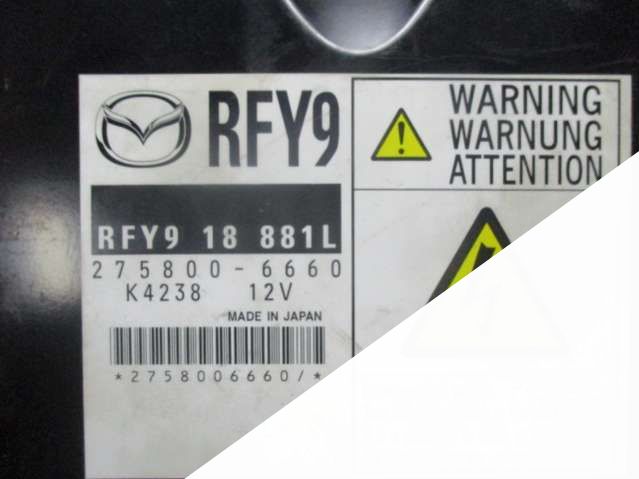 RFY9
RFY9 18 881L
275800-6660
K4238 12V
MADE IN JAPAN
*2758006660/*
WARNING
WARNUNG
ATTENTION